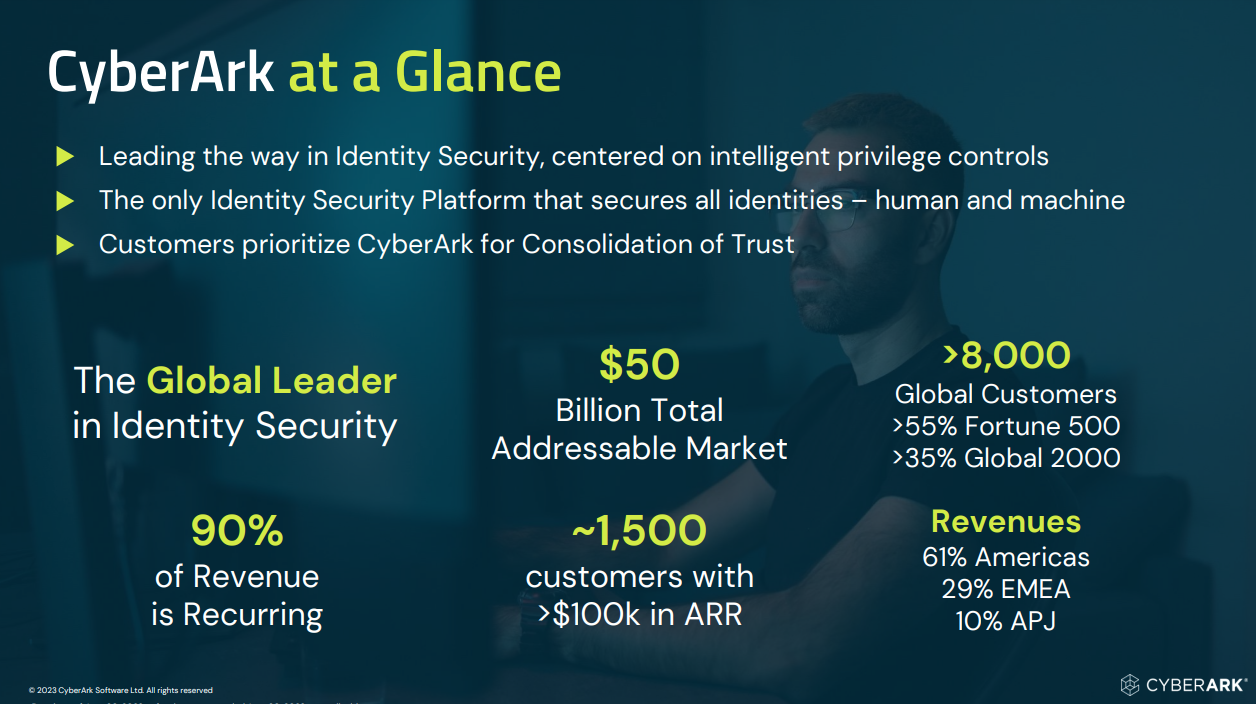 CyberArk at a Glance
Leading the way in Identity Security, centered on intelligent privilege controls
The only Identity Security Platform that secures all identities – human and machine
Customers prioritize CyberArk for Consolidation of Trust
The Global Leader
in Identity Security
$50
Billion Total
Addressable Market
>8,000
Global Customers
>55% Fortune 500
>35% Global 2000
90%
of Revenue
is Recurring
~1,500
customers with
>$100k in ARR
Revenues
61% Americas
29% EMEA
10% APJ
© 2023 CyberArk Software Ltd. All rights reserved
CYBERARK®